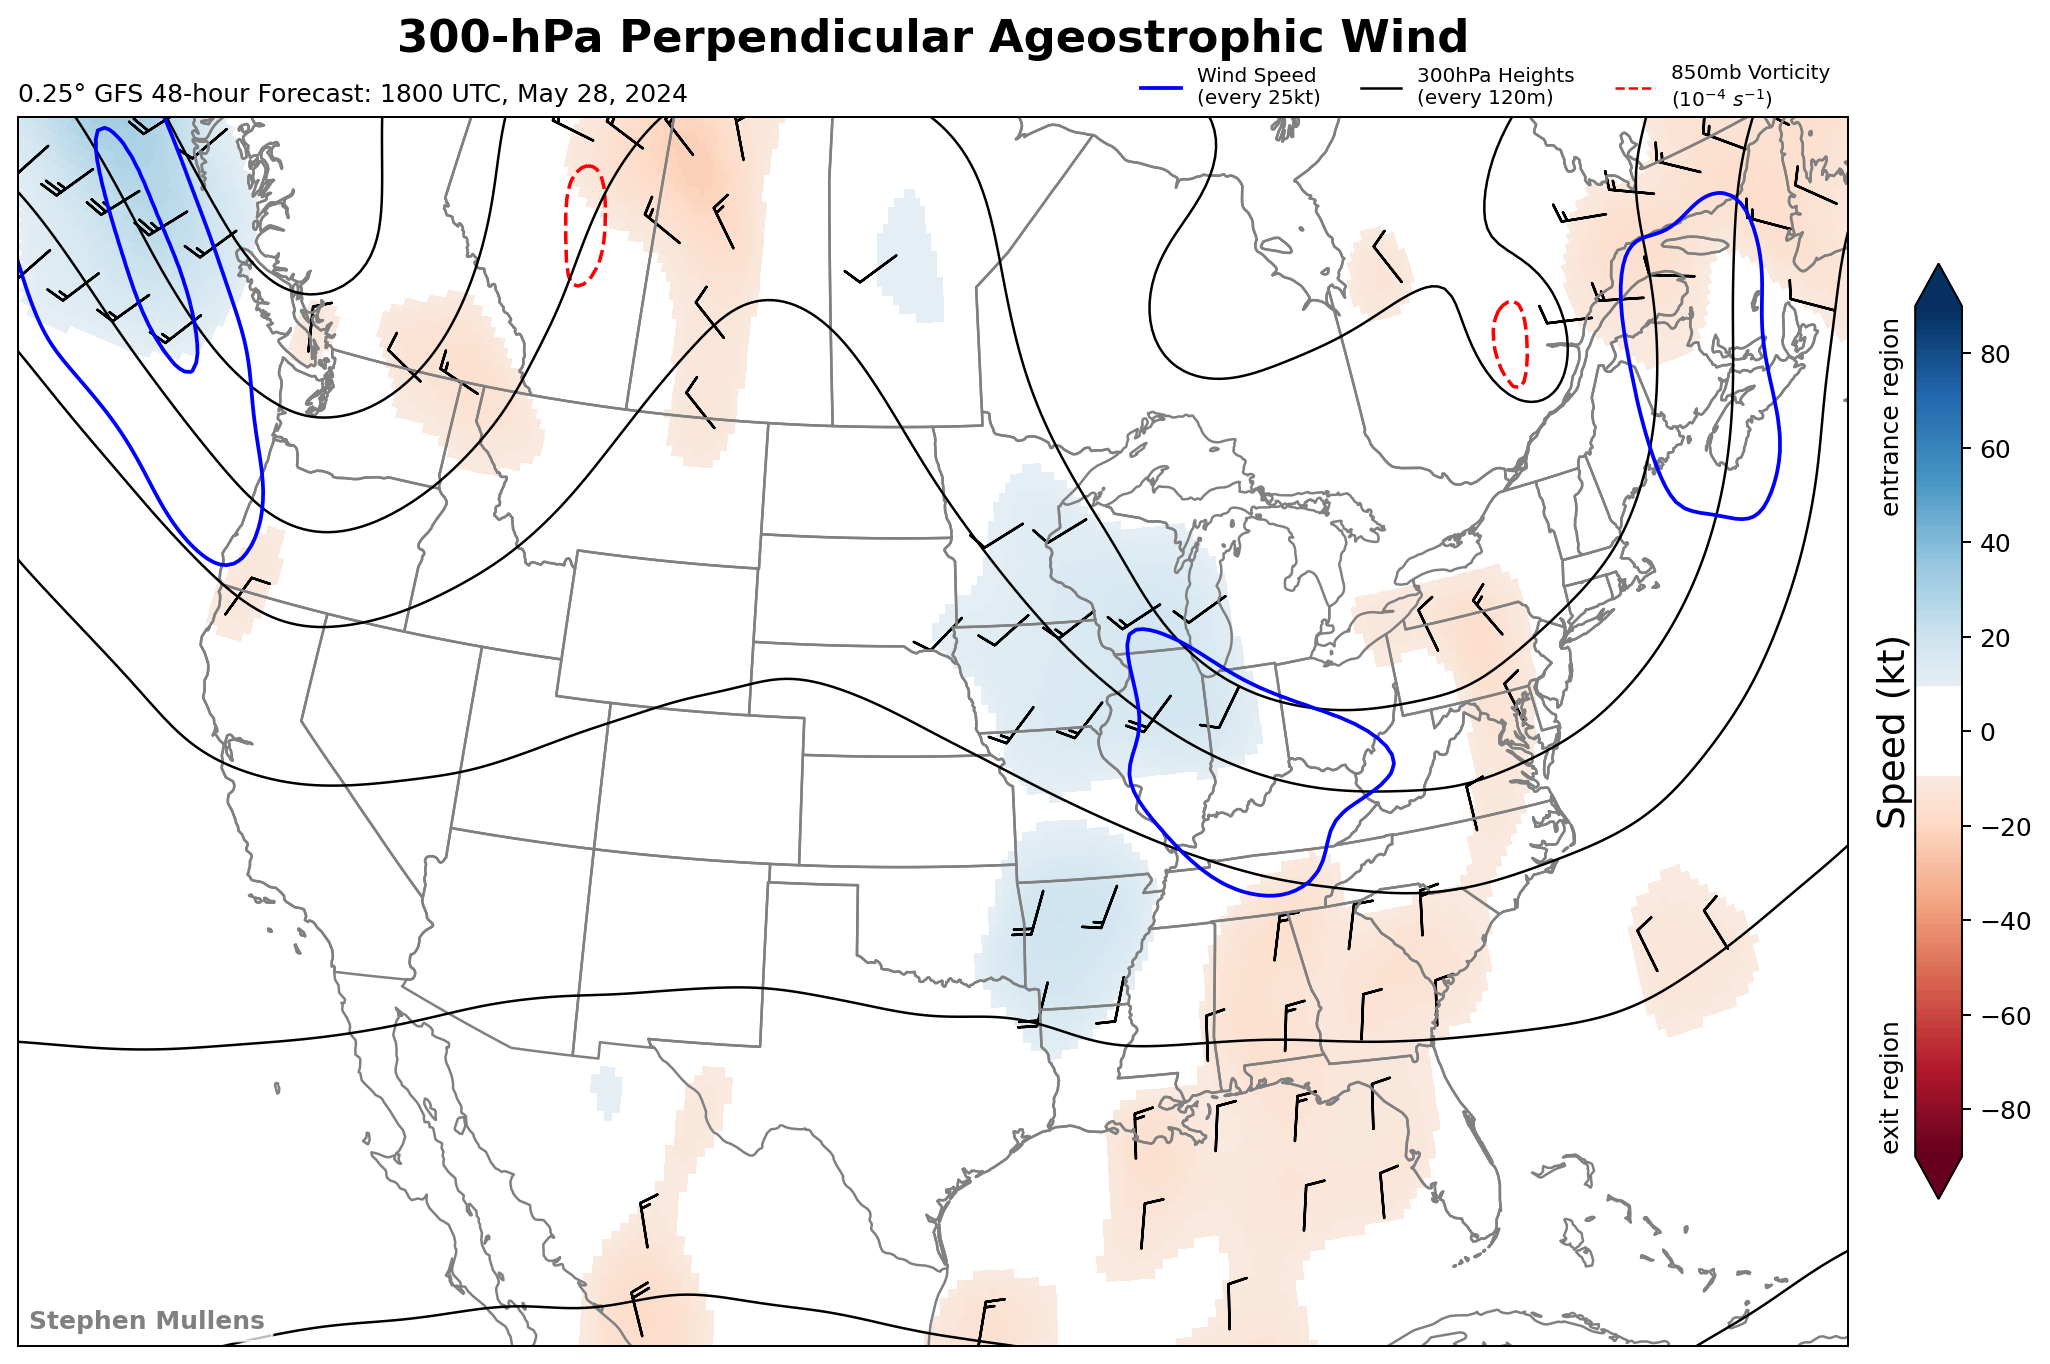 300-hPa Perpendicular Ageostrophic Wind
0.25° GFS 48-hour Forecast: 1800 UTC, May 28, 2024
Wind Speed
(every 25kt)
300hPa Heights
(every 120m)
850mb Vorticity
(10⁻⁴ s⁻¹)
entrance region
Speed (kt)
exit region
80
60
40
20
0
−20
−40
−60
−80
Stephen Mullens